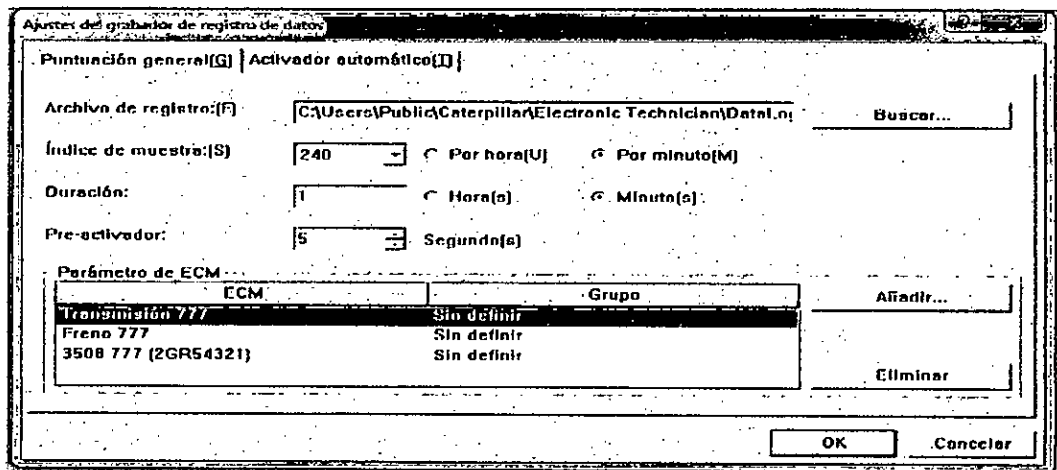 Ajustes del grabador de registro de datos
Puntuación general(G) Activador automático(T)
Archivo de registro:(F) C:\Users\Public\Caterpillar\Electronic Technician\DataLog Buscar...
Índice de muestra:(S) 240 Por hora(U) Por minuto(M)
Duración: 1 Hora(s) Minuto(s)
Pre-activador: 5 Segundo(s)
Parámetro de ECM
ECM Grupo Añadir...
Transmisión 777 Sin definir
Freno 777 Sin definir
3508 777 (2GR54321) Sin definir
Eliminar
OK Cancelar